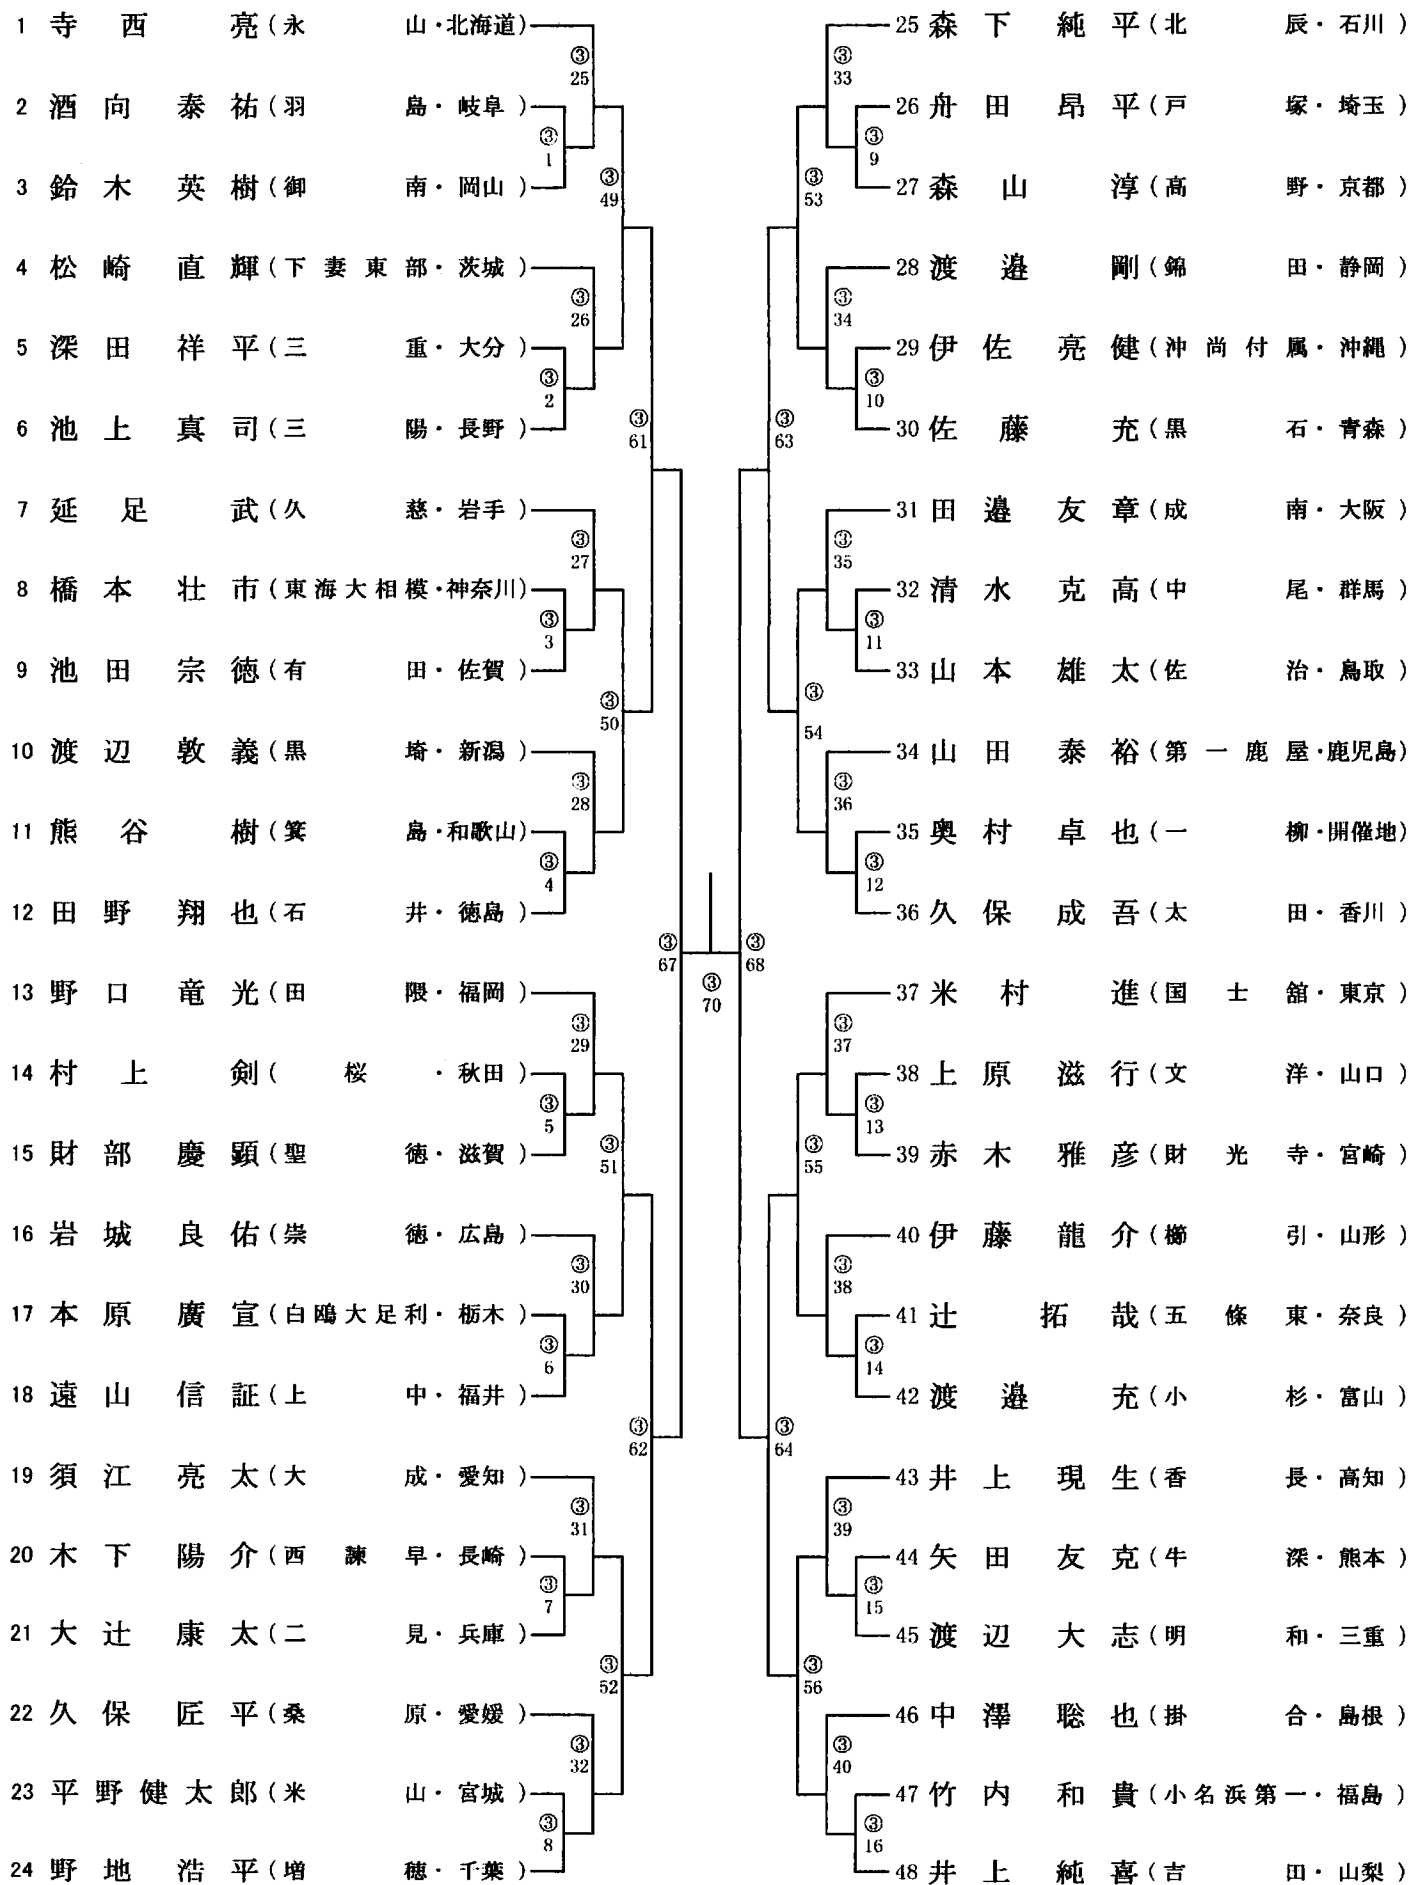 1 寺西亮(永山・北海道)
③
25
2 酒向泰祐(羽島・岐阜)
③
1
3 鈴木英樹(御南・岡山)
③
49
4 松崎直輝(下妻東部・茨城)
③
26
5 深田祥平(三重・大分)
③
2
6 池上真司(三陽・長野)
③
61
7 延足武(久慈・岩手)
③
27
8 橋本壮市(東海大相模・神奈川)
③
3
9 池田宗徳(有田・佐賀)
③
50
10 渡辺敦義(黒埼・新潟)
③
28
11 熊谷樹(箕島・和歌山)
③
4
12 田野翔也(石井・徳島)
③
67
13 野口竜光(田隈・福岡)
③
29
14 村上剣(桜・秋田)
③
5
15 財部慶顕(聖徳・滋賀)
③
51
16 岩城良佑(崇徳・広島)
③
30
17 本原廣宣(白鴎大足利・栃木)
③
6
18 遠山信証(上中・福井)
③
62
19 須江亮太(大成・愛知)
③
31
20 木下陽介(西諫早・長崎)
③
7
21 大辻康太(二見・兵庫)
③
52
22 久保匠平(桑原・愛媛)
③
32
23 平野健太郎(米山・宮城)
③
8
24 野地浩平(増穂・千葉)
③
70
25 森下純平(北辰・石川)
③
33
26 舟田昂平(戸塚・埼玉)
③
9
27 森山淳(高野・京都)
③
53
28 渡邉剛(錦田・静岡)
③
34
29 伊佐亮健(沖尚付属・沖縄)
③
10
30 佐藤充(黒石・青森)
③
63
31 田邉友章(成南・大阪)
③
35
32 清水克高(中尾・群馬)
③
11
33 山本雄太(佐治・鳥取)
③
54
34 山田泰裕(第一鹿屋・鹿児島)
③
36
35 奥村卓也(一柳・開催地)
③
12
36 久保成吾(太田・香川)
③
68
37 米村進(国士舘・東京)
③
37
38 上原滋行(文洋・山口)
③
13
39 赤木雅彦(財光寺・宮崎)
③
55
40 伊藤龍介(櫛引・山形)
③
38
41 辻拓哉(五條東・奈良)
③
14
42 渡邉充(小杉・富山)
③
64
43 井上現生(香長・高知)
③
39
44 矢田友克(牛深・熊本)
③
15
45 渡辺大志(明和・三重)
③
56
46 中澤聡也(掛合・島根)
③
40
47 竹内和貴(小名浜第一・福島)
③
16
48 井上純喜(吉田・山梨)